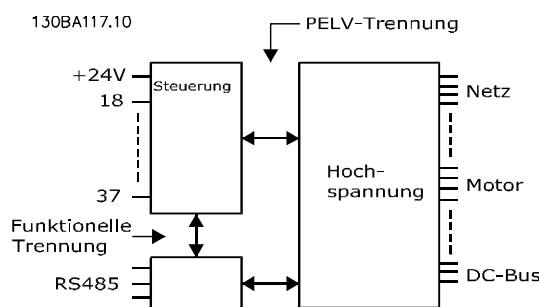 130BA117.10
PELV-Trennung
+24V
Steuerung
18
Netz
Hoch-
spannung
37
Motor
Funktionelle
Trennung
RS485
DC-Bus